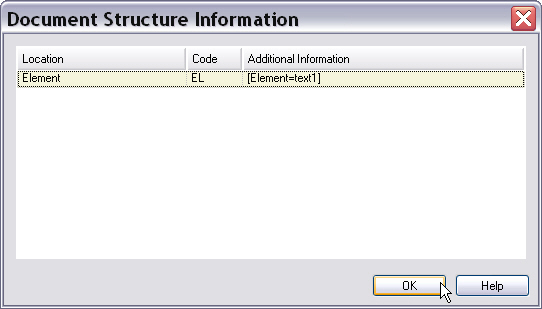 Document Structure Information
Location Code Additional Information
Element EL [Element=text1]
OK Help